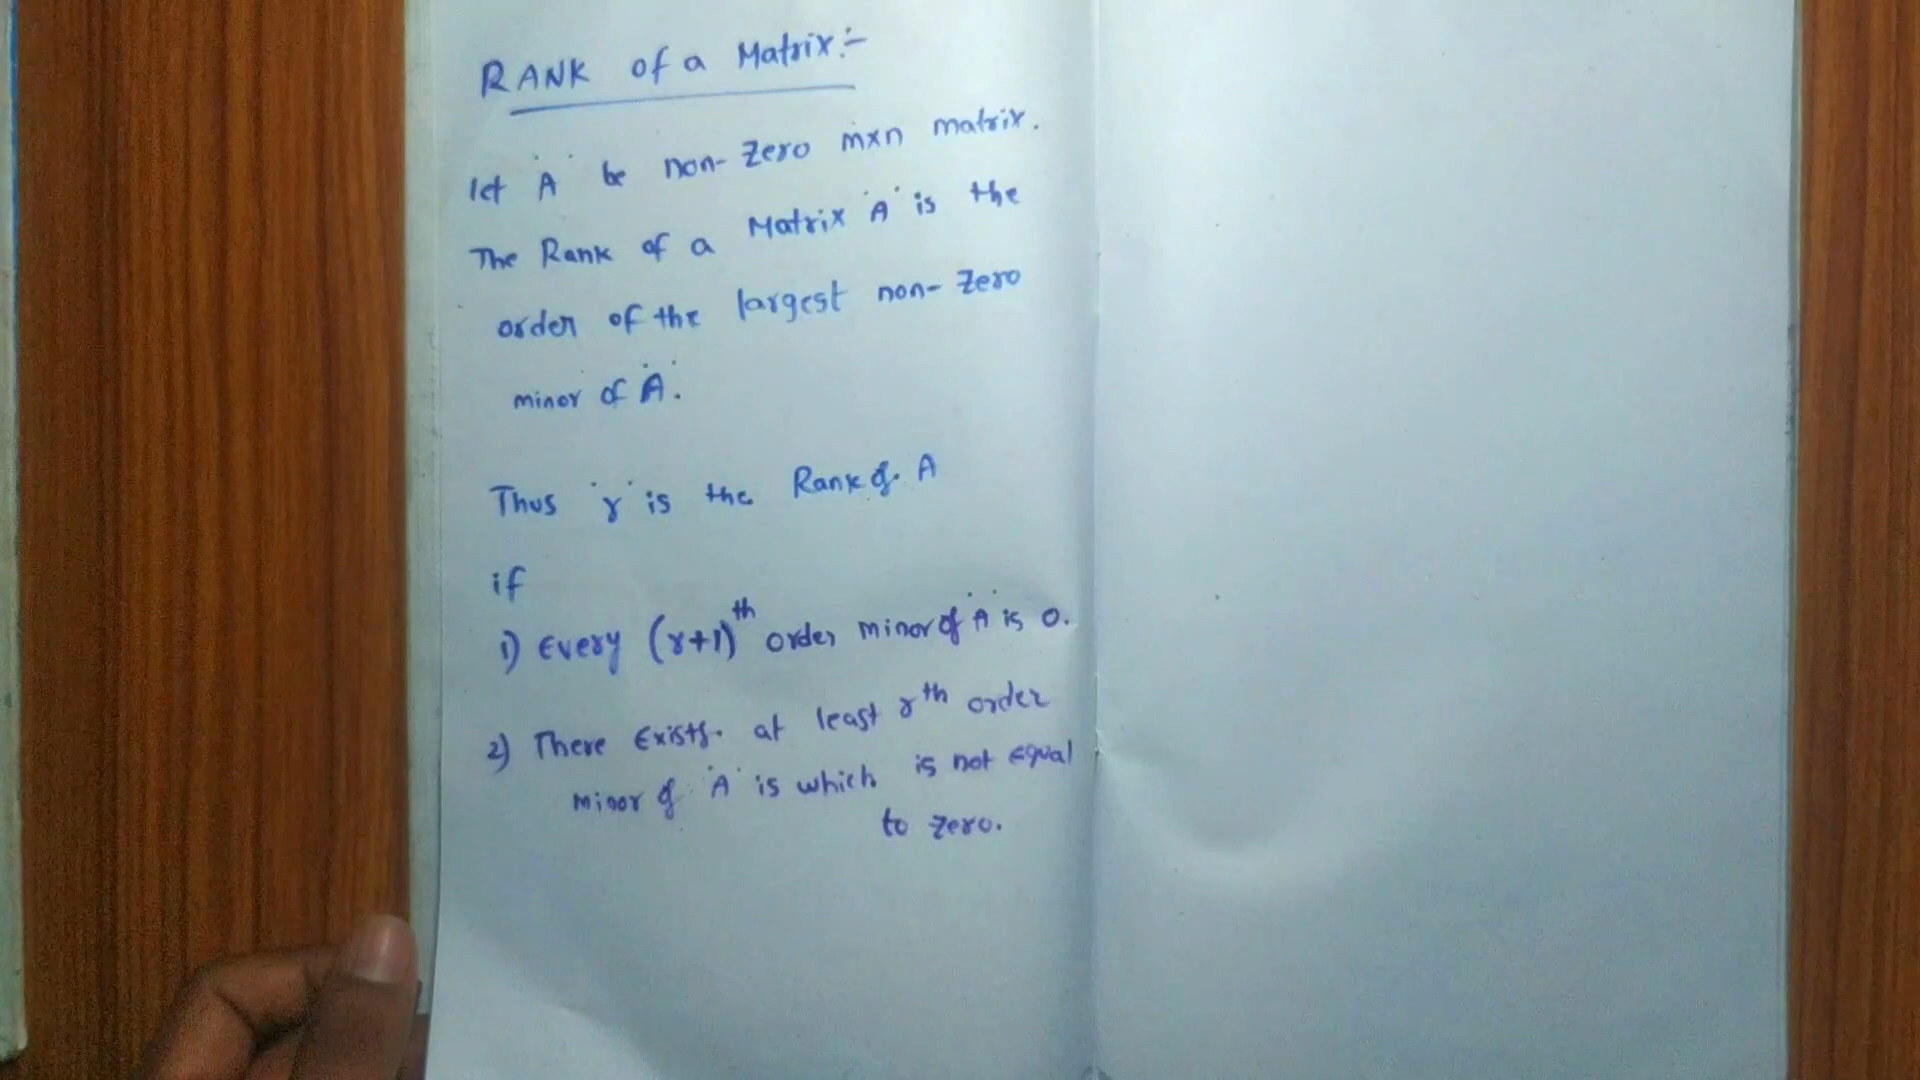 RANK of a Matrix:-
let 'A' be non-Zero mxn matrix.
The Rank of a Matrix 'A' is the
order of the largest non-Zero
minor of 'A'.
Thus 'r' is the Rank of A
if
1) Every (r+1)th order minor of 'A' is 0.
2) There Exists at least rth order
minor of 'A' is which is not Equal
to zero.